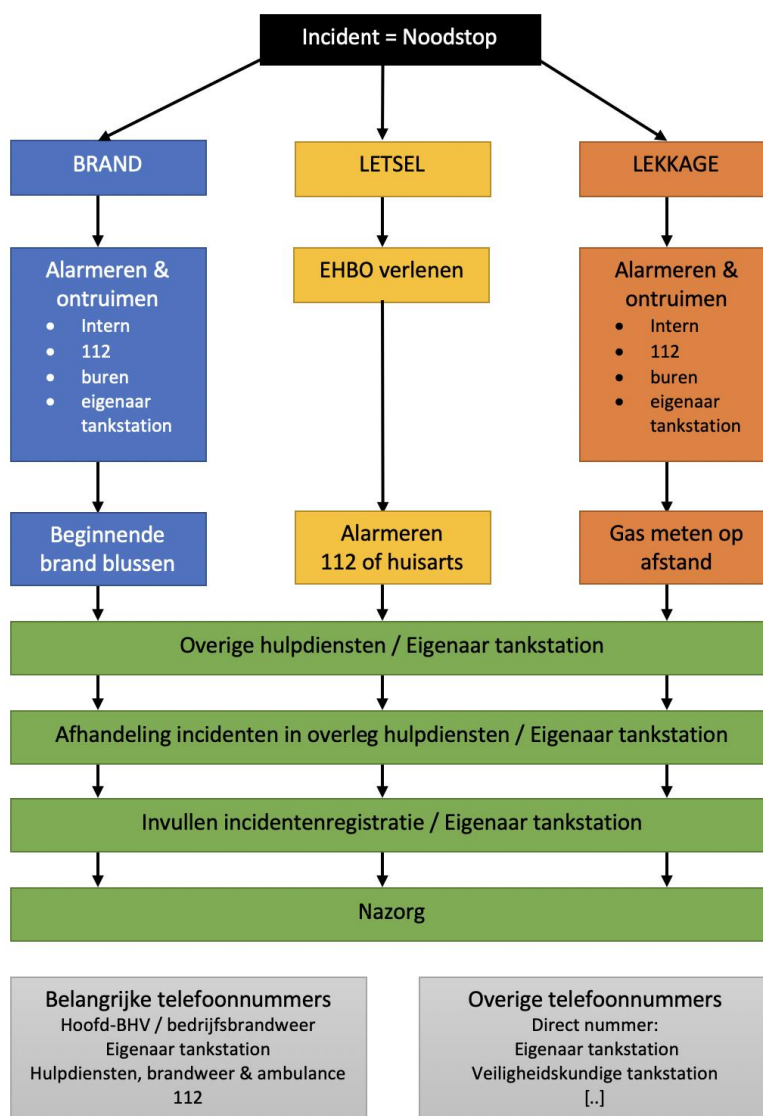 Incident = Noodstop
BRAND
LETSEL
LEKKAGE
Alarmeren &
ontruimen
• Intern
• 112
• buren
• eigenaar
tankstation
EHBO verlenen
Alarmeren &
ontruimen
• Intern
• 112
• buren
• eigenaar
tankstation
Beginnende
brand blussen
Alarmeren
112 of huisarts
Gas meten op
afstand
Overige hulpdiensten / Eigenaar tankstation
Afhandeling incidenten in overleg hulpdiensten / Eigenaar tankstation
Invullen incidentenregistratie / Eigenaar tankstation
Nazorg
Belangrijke telefoonnummers
Hoofd-BHV / bedrijfsbrandweer
Eigenaar tankstation
Hulpdiensten, brandweer & ambulance
112
Overige telefoonnummers
Direct nummer:
Eigenaar tankstation
Veiligheidskundige tankstation
[..]